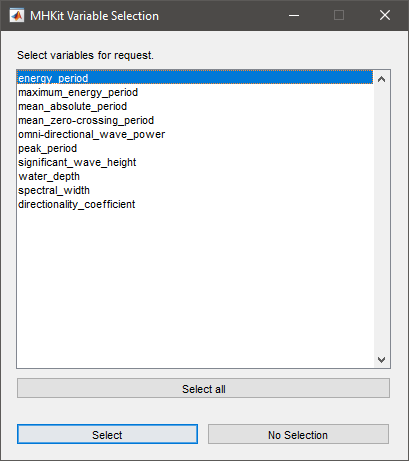 MHKit Variable Selection
Select variables for request.
energy_period
maximum_energy_period
mean_absolute_period
mean_zero-crossing_period
omni-directional_wave_power
peak_period
significant_wave_height
water_depth
spectral_width
directionality_coefficient
Select all
Select
No Selection